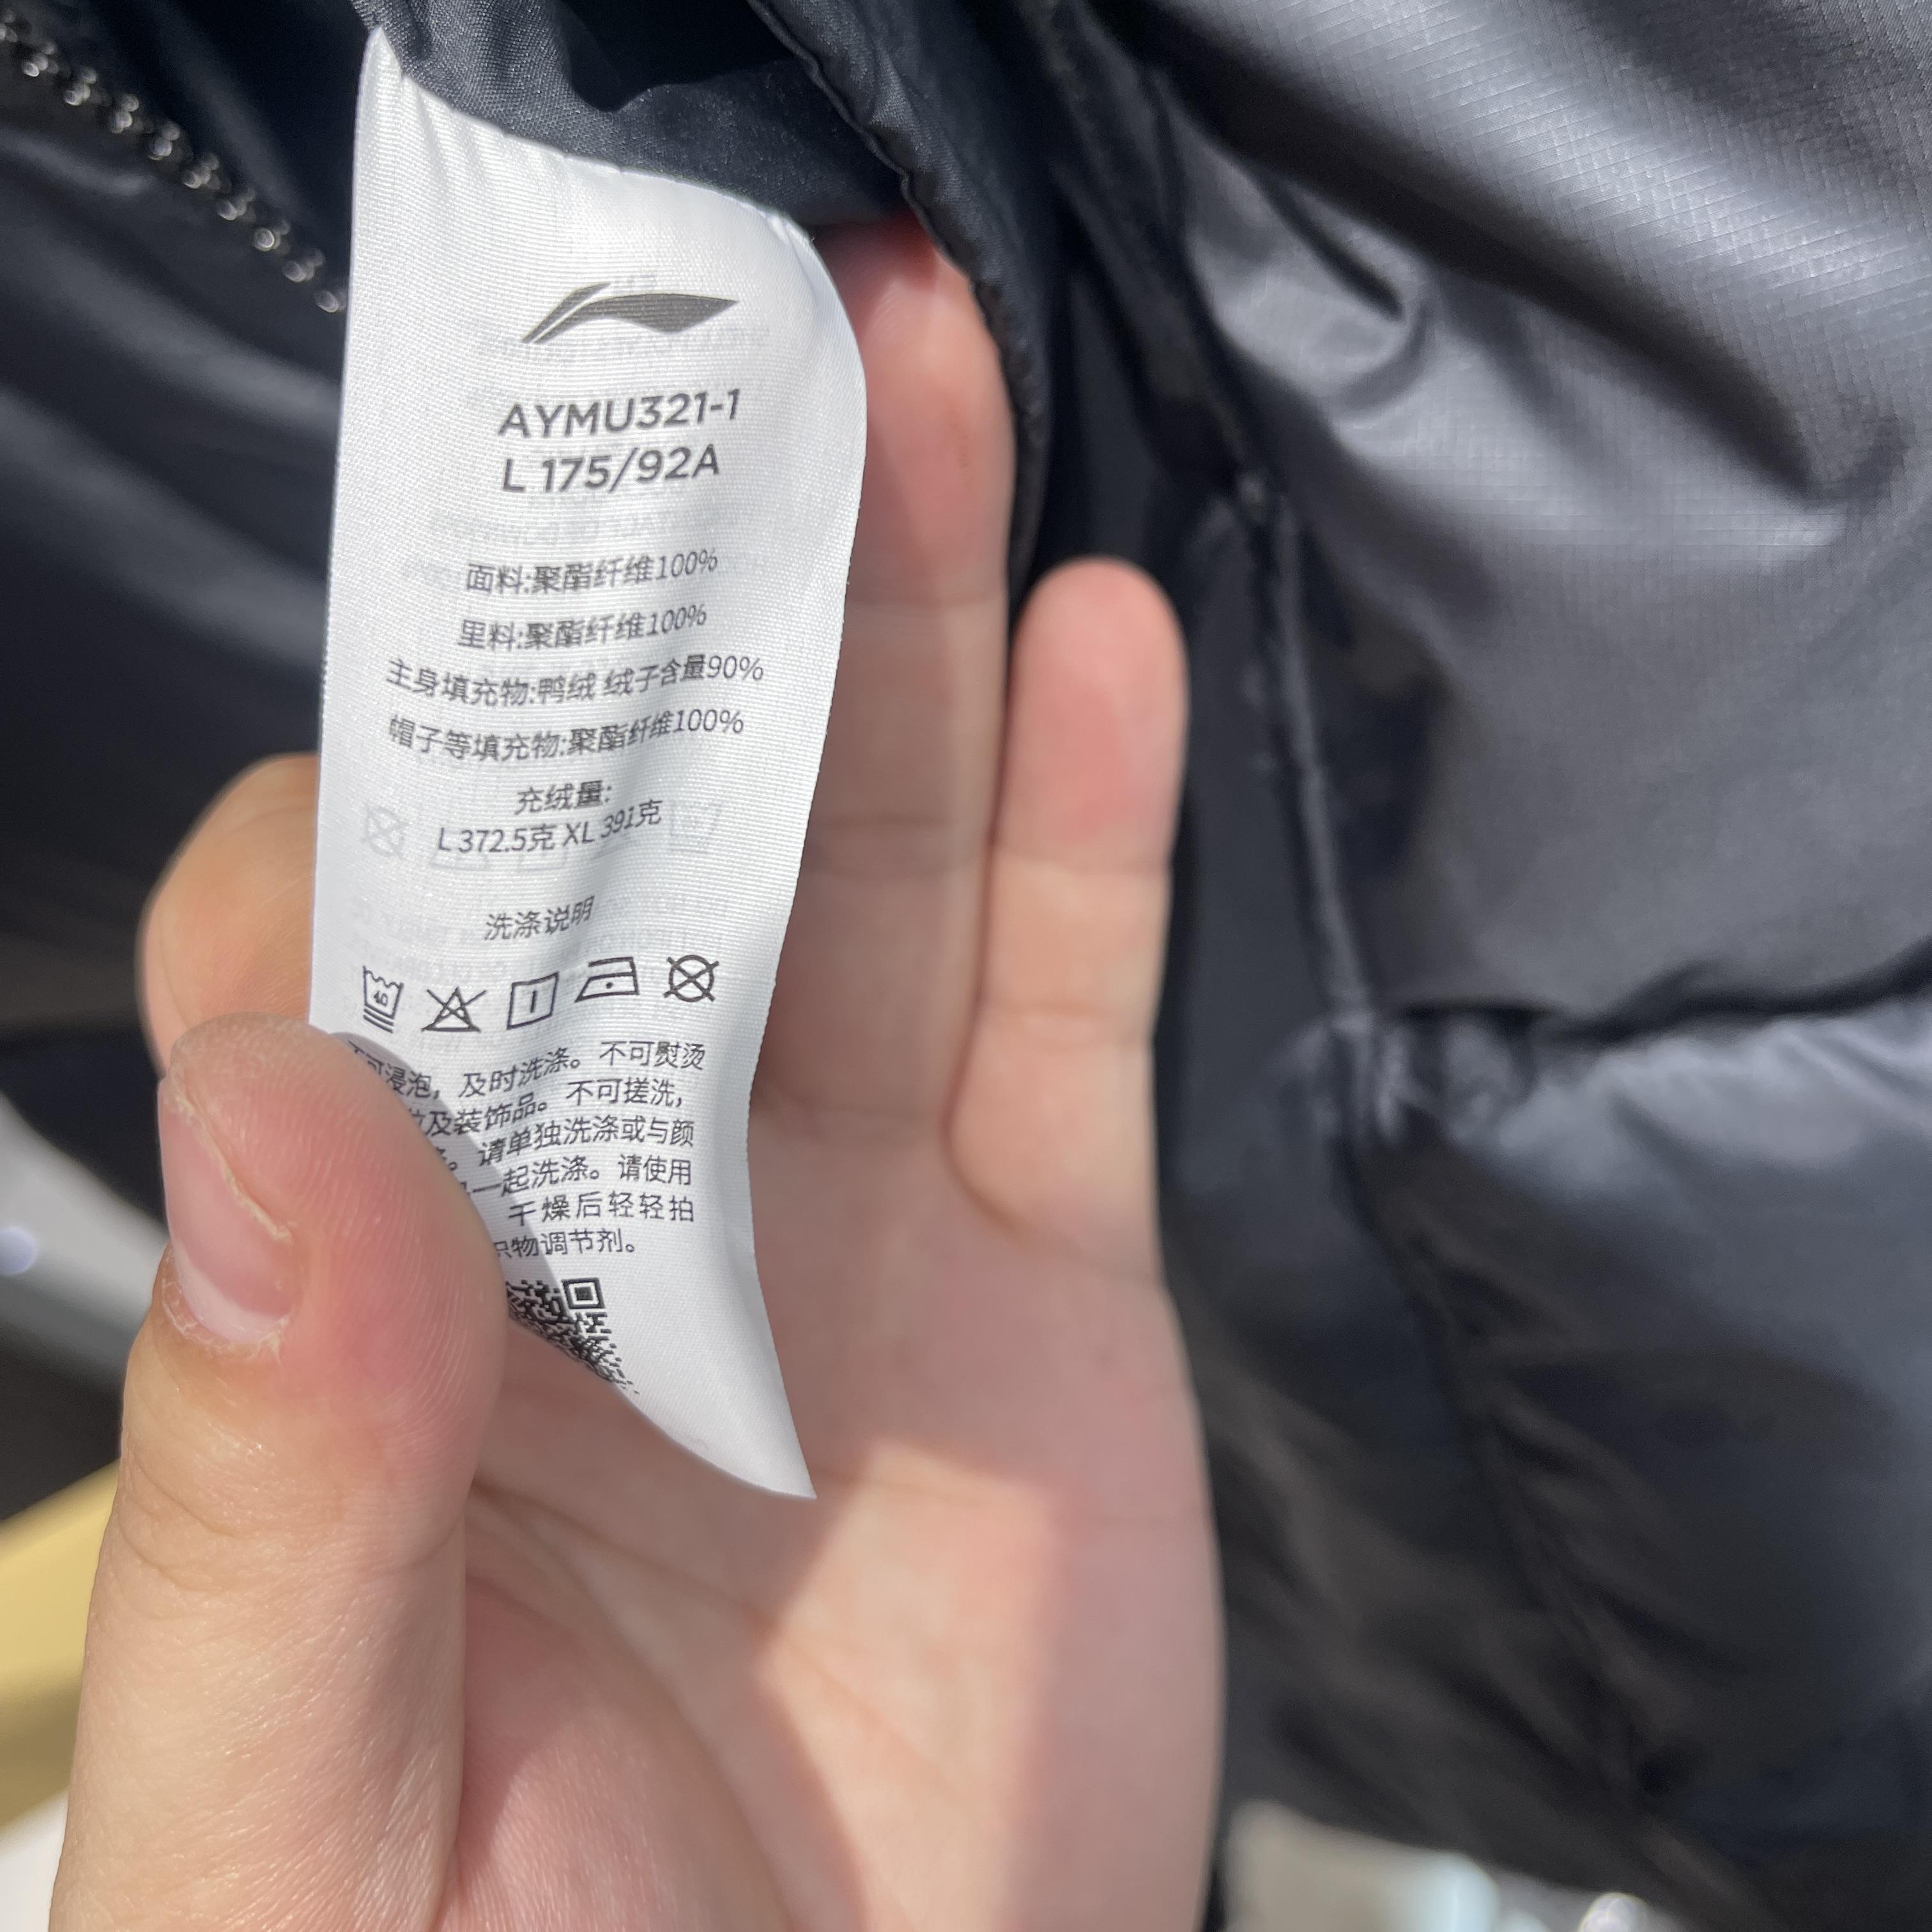 AYMU321-1
L 175/92A
面料:聚酯纤维100%
里料:聚酯纤维100%
主身填充物:鸭绒 绒子含量90%
帽子等填充物:聚酯纤维100%
充绒量:
L 372.5克 XL 391克
洗涤说明
40
浸泡，及时洗涤。不可熨烫
及装饰品。不可搓洗，
。请单独洗涤或与颜
一起洗涤。请使用
干燥后轻轻拍
物调节剂。